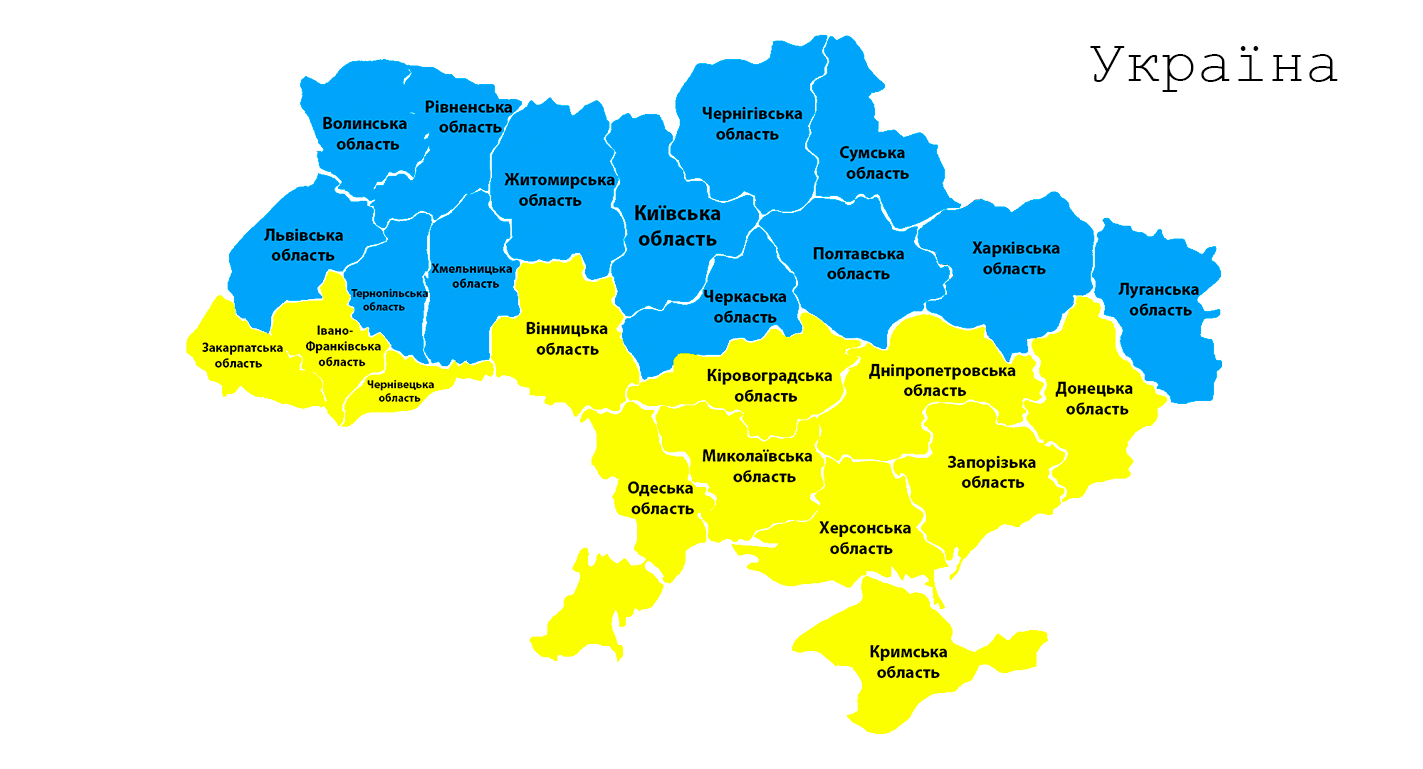 Україна
Волинська
область
Рівненська
область
Житомирська
область
Чернігівська
область
Сумська
область
Київська
область
Львівська
область
Тернопільська
область
Хмельницька
область
Черкаська
область
Полтавська
область
Харківська
область
Луганська
область
Закарпатська
область
Івано-
Франківська
область
Чернівецька
область
Вінницька
область
Кіровоградська
область
Дніпропетровська
область
Донецька
область
Одеська
область
Миколаївська
область
Запорізька
область
Херсонська
область
Кримська
область